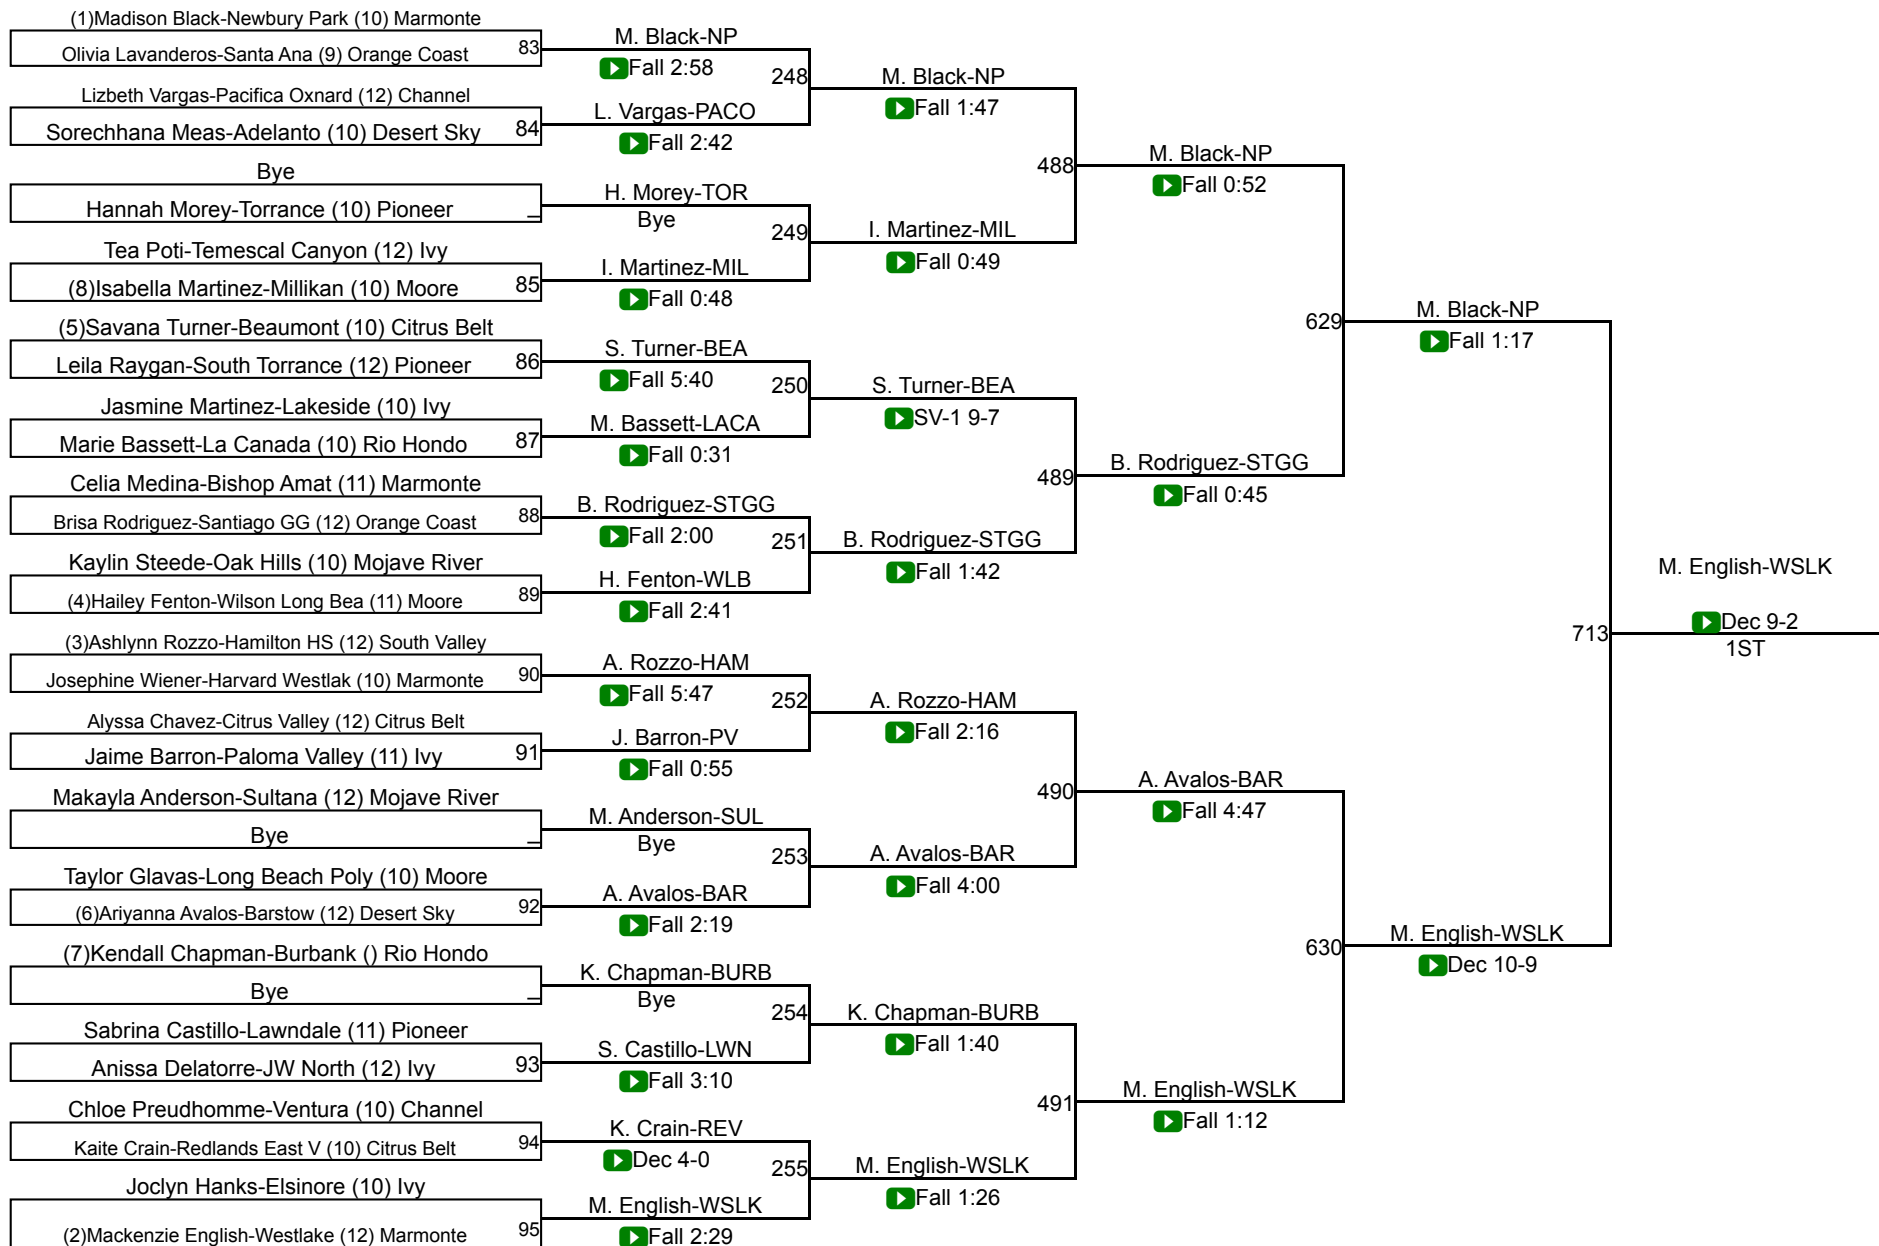 (1)Madison Black-Newbury Park (10) Marmonte
Olivia Lavanderos-Santa Ana (9) Orange Coast
83
Lizbeth Vargas-Pacifica Oxnard (12) Channel
Sorechhana Meas-Adelanto (10) Desert Sky
84
Bye
Hannah Morey-Torrance (10) Pioneer
_
Tea Poti-Temescal Canyon (12) Ivy
(8)Isabella Martinez-Millikan (10) Moore
85
(5)Savana Turner-Beaumont (10) Citrus Belt
Leila Raygan-South Torrance (12) Pioneer
86
Jasmine Martinez-Lakeside (10) Ivy
Marie Bassett-La Canada (10) Rio Hondo
87
Celia Medina-Bishop Amat (11) Marmonte
Brisa Rodriguez-Santiago GG (12) Orange Coast
88
Kaylin Steede-Oak Hills (10) Mojave River
(4)Hailey Fenton-Wilson Long Bea (11) Moore
89
(3)Ashlynn Rozzo-Hamilton HS (12) South Valley
Josephine Wiener-Harvard Westlak (10) Marmonte
90
Alyssa Chavez-Citrus Valley (12) Citrus Belt
Jaime Barron-Paloma Valley (11) Ivy
91
Makayla Anderson-Sultana (12) Mojave River
Bye
_
Taylor Glavas-Long Beach Poly (10) Moore
(6)Ariyanna Avalos-Barstow (12) Desert Sky
92
(7)Kendall Chapman-Burbank () Rio Hondo
Bye
_
Sabrina Castillo-Lawndale (11) Pioneer
Anissa Delatorre-JW North (12) Ivy
93
Chloe Preudhomme-Ventura (10) Channel
Kaite Crain-Redlands East V (10) Citrus Belt
94
Joclyn Hanks-Elsinore (10) Ivy
(2)Mackenzie English-Westlake (12) Marmonte
95
M. Black-NP
Fall 2:58
248
L. Vargas-PACO
Fall 2:42
H. Morey-TOR
Bye
249
I. Martinez-MIL
Fall 0:48
S. Turner-BEA
Fall 5:40
250
M. Bassett-LACA
Fall 0:31
B. Rodriguez-STGG
Fall 2:00
251
H. Fenton-WLB
Fall 2:41
A. Rozzo-HAM
Fall 5:47
252
J. Barron-PV
Fall 0:55
M. Anderson-SUL
Bye
253
A. Avalos-BAR
Fall 2:19
K. Chapman-BURB
Bye
254
S. Castillo-LWN
Fall 3:10
K. Crain-REV
Dec 4-0
255
M. English-WSLK
Fall 2:29
M. Black-NP
Fall 1:47
488
I. Martinez-MIL
Fall 0:49
S. Turner-BEA
SV-1 9-7
489
B. Rodriguez-STGG
Fall 1:42
A. Rozzo-HAM
Fall 2:16
490
A. Avalos-BAR
Fall 4:00
K. Chapman-BURB
Fall 1:40
491
M. English-WSLK
Fall 1:26
M. Black-NP
Fall 0:52
629
B. Rodriguez-STGG
Fall 0:45
A. Avalos-BAR
Fall 4:47
630
M. English-WSLK
Fall 1:12
M. Black-NP
Fall 1:17
713
M. English-WSLK
Dec 10-9
M. English-WSLK
Dec 9-2
1ST